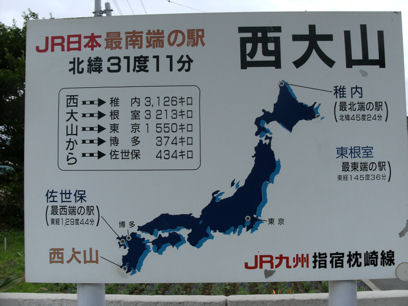 JR日本 最南端の駅
北緯31度11分
西大山
西大山から
稚内 3,126キロ
根室 3 213キロ
東京 1 550キロ
博多 374キロ
佐世保 434キロ
稚内
(最北端の駅)
北緯45度24分
東根室
最東端の駅
東経145度36分
佐世保
(最西端の駅)
東経129度44分
博多
東京
西大山
JR九州 指宿枕崎線